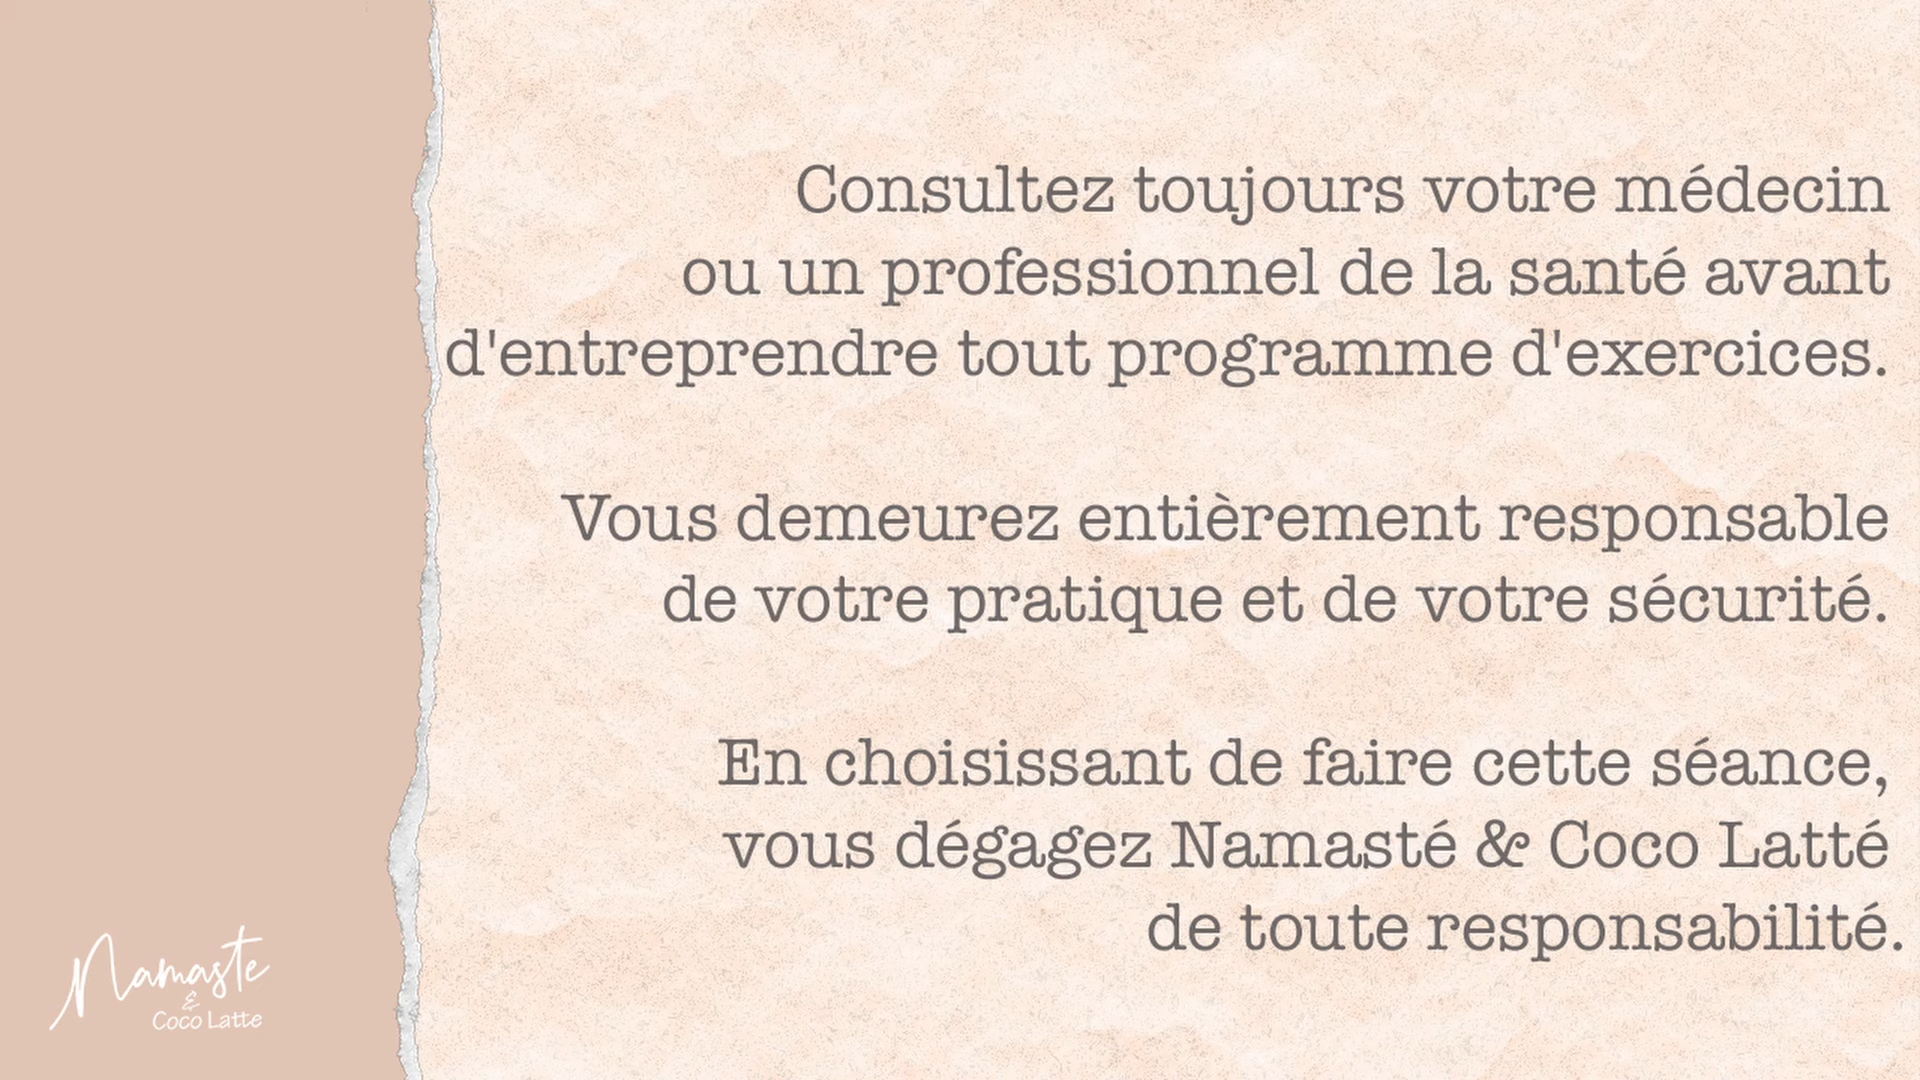 Consultez toujours votre médecin
ou un professionnel de la santé avant
d'entreprendre tout programme d'exercices.
Vous demeurez entièrement responsable
de votre pratique et de votre sécurité.
En choisissant de faire cette séance,
vous dégagez Namasté & Coco Latté
de toute responsabilité.
Namaste
&
Coco Latte